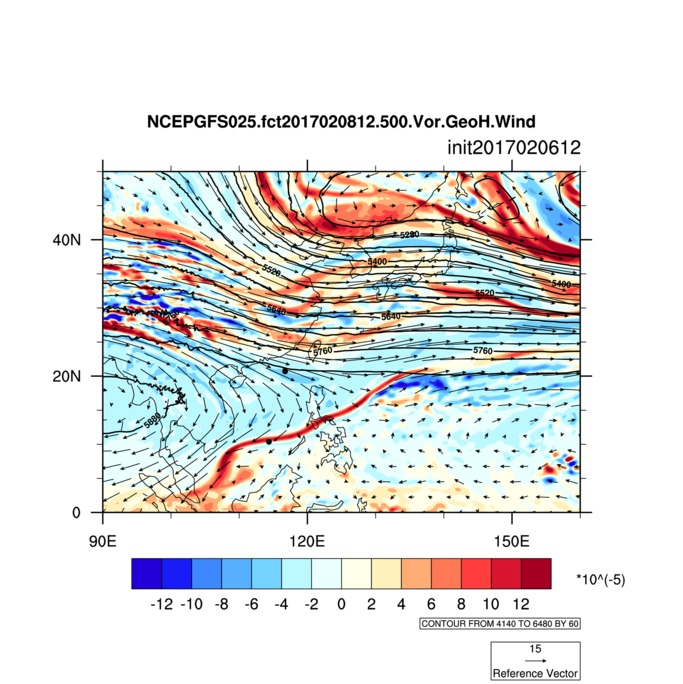 NCEPGFS025.fct2017020812.500.Vor.GeoH.Wind
init2017020612
40N
20N
0
5280
5400
5520
5400
5520
5640
5640
5760
5760
5880
90E 120E 150E
-12 -10 -8 -6 -4 -2 0 2 4 6 8 10 12
*10^(-5)
CONTOUR FROM 4140 TO 6480 BY 60
15
Reference Vector